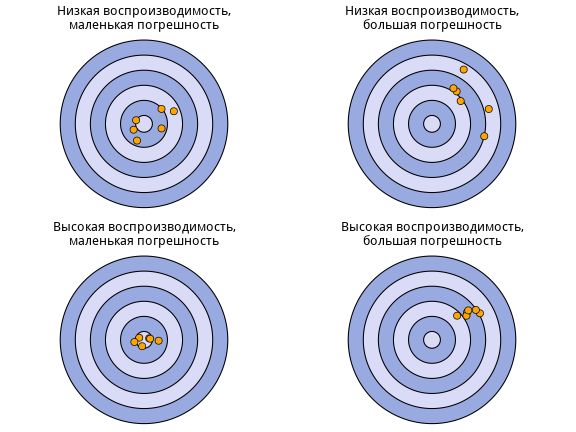 Низкая воспроизводимость,
маленькая погрешность
Низкая воспроизводимость,
большая погрешность
Высокая воспроизводимость,
маленькая погрешность
Высокая воспроизводимость,
большая погрешность